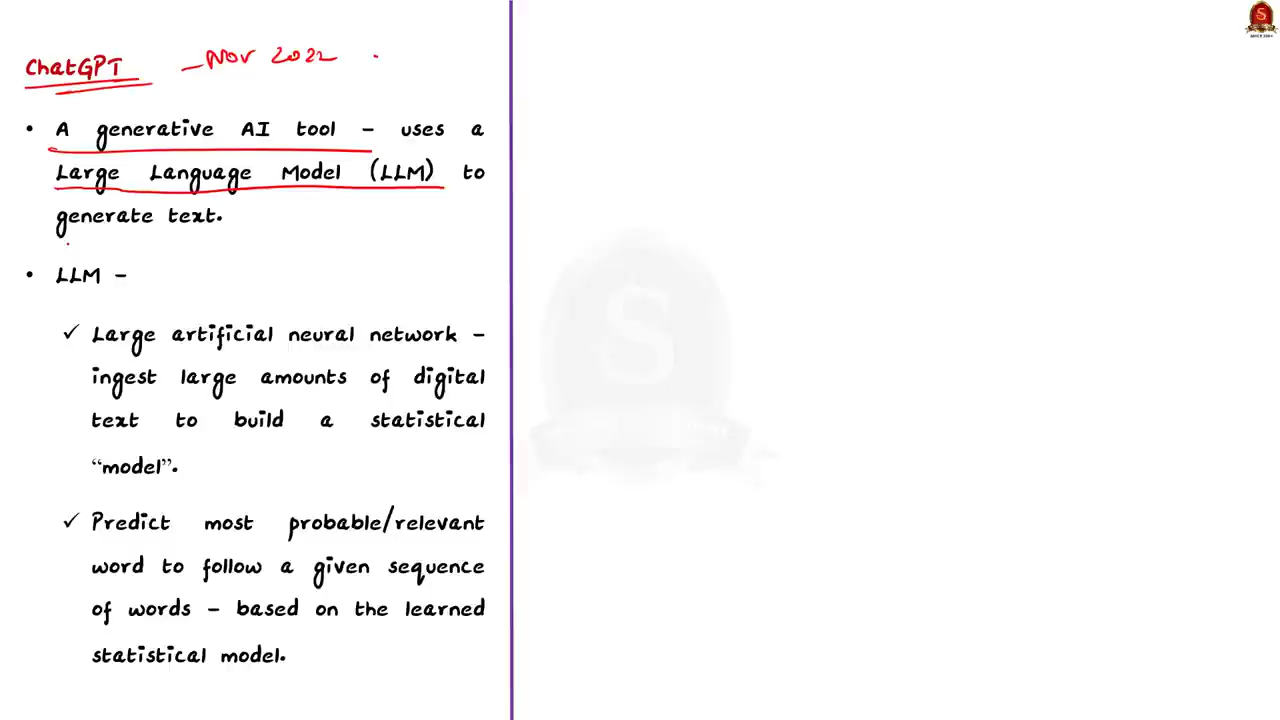 ChatGPT - Nov 2022
• A generative AI tool – uses a
Large Language Model (LLM) to
generate text.
• LLM –
✓ Large artificial neural network –
ingest large amounts of digital
text to build a statistical
“model”.
✓ Predict most probable/relevant
word to follow a given sequence
of words – based on the learned
statistical model.
S
S